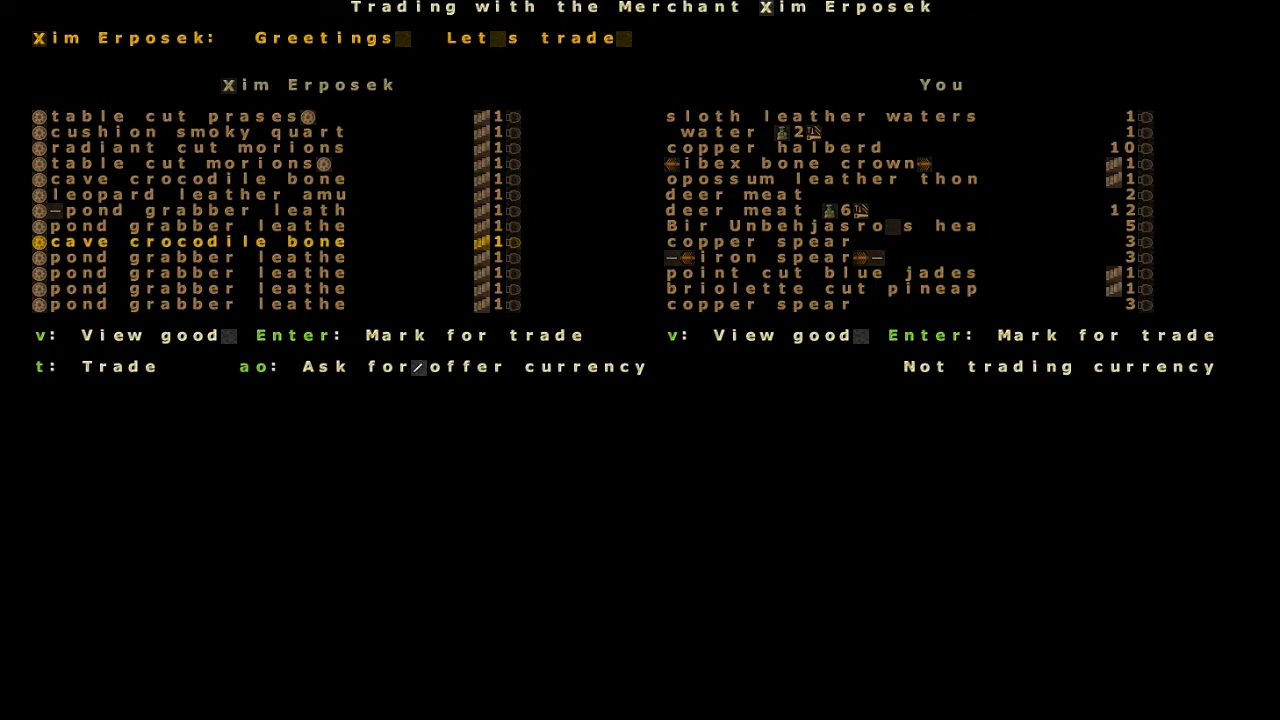 Trading with the Merchant Xim Erposek
Xim Erposek: Greetings Let s trade
Xim Erposek
You
table cut prases 1
cushion smoky quart 1
radiant cut morions 1
table cut morions 1
cave crocodile bone 1
leopard leather amu 1
-pond grabber leath 1
pond grabber leathe 1
cave crocodile bone 1
pond grabber leathe 1
pond grabber leathe 1
pond grabber leathe 1
pond grabber leathe 1
sloth leather waters 1
water 2 1
copper halberd 10
ibex bone crown 1
opossum leather thon 1
deer meat 2
deer meat 6 12
Bir Unbehjasro s hea 5
copper spear 3
- iron spear - 3
point cut blue jades 1
briolette cut pineap 1
copper spear 3
v: View good Enter: Mark for trade
v: View good Enter: Mark for trade
t: Trade ao: Ask for/offer currency
Not trading currency